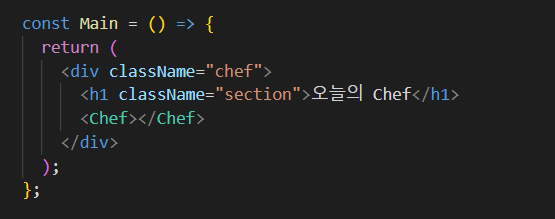 const Main = () => {
  return (
    <div className="chef">
      <h1 className="section">오늘의 Chef</h1>
      <Chef></Chef>
    </div>
  );
};